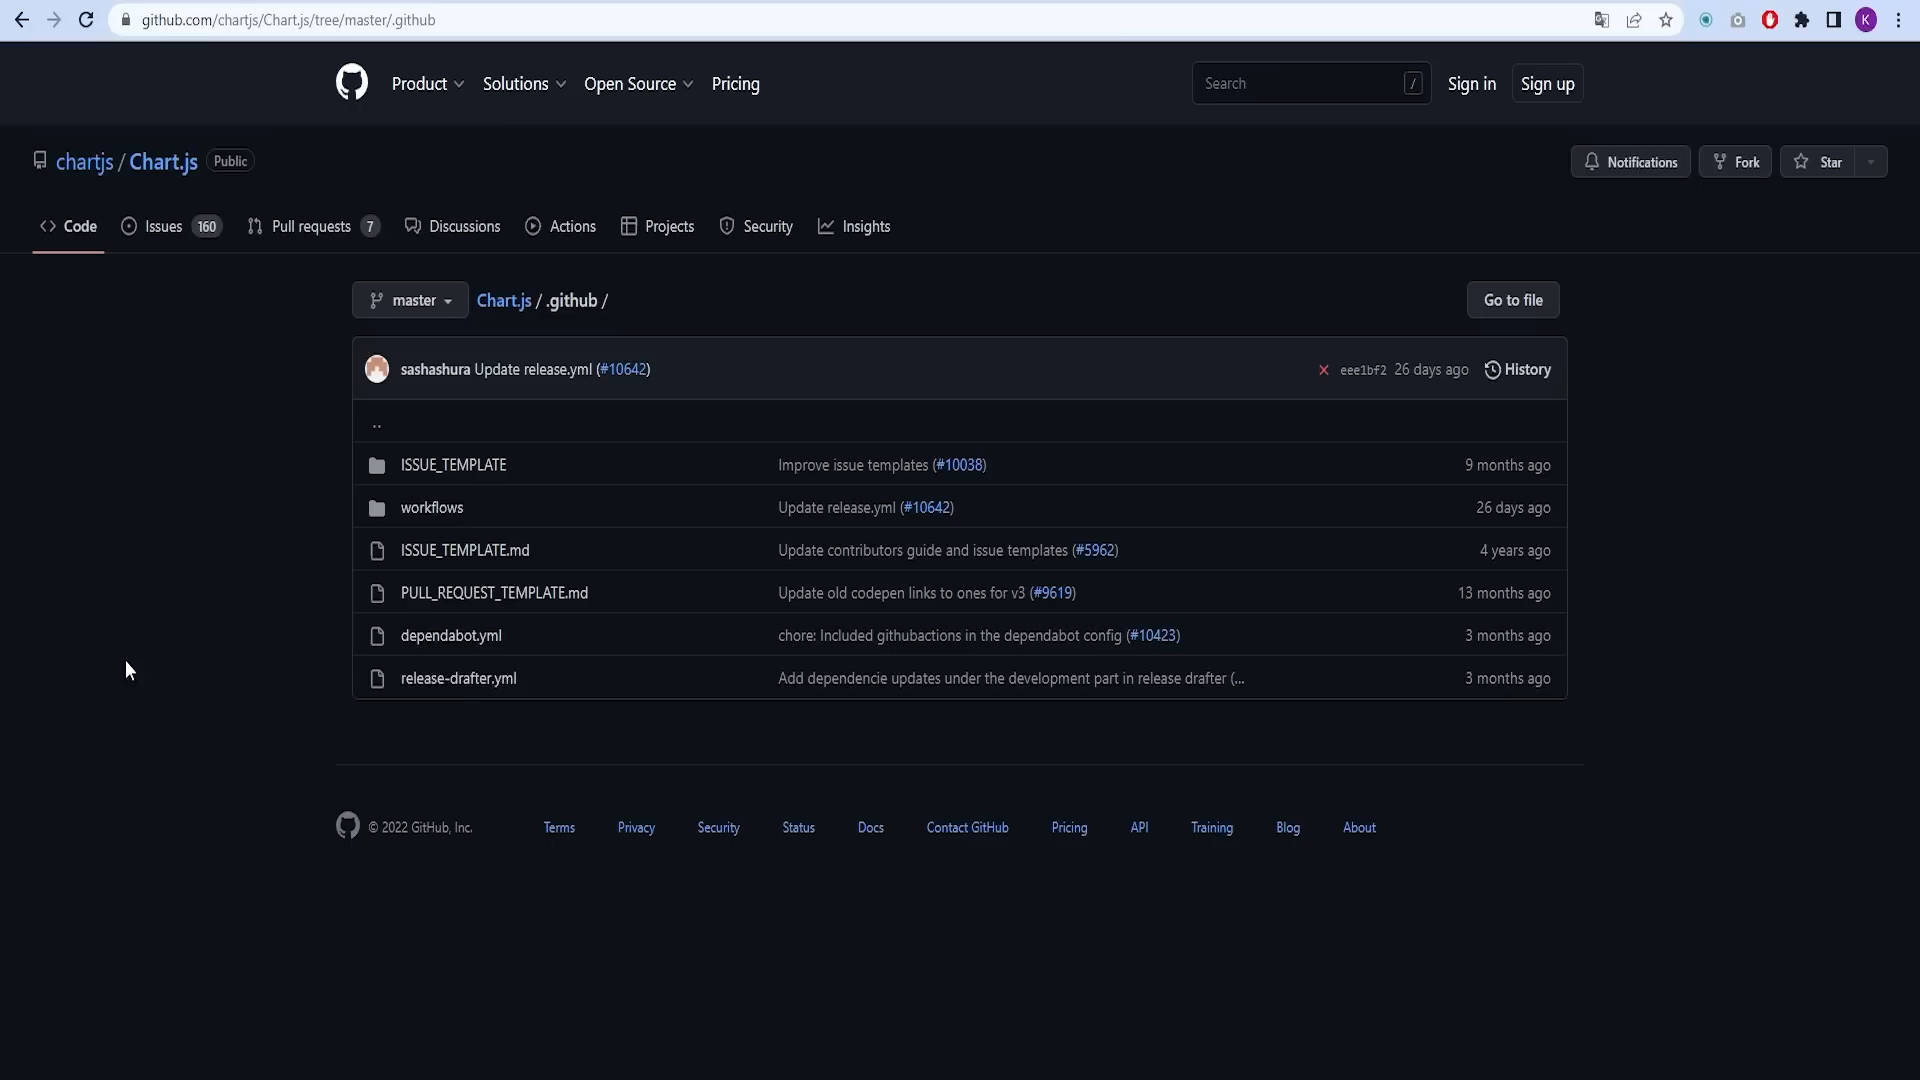 github.com/chartjs/Chart.js/tree/master/.github
K
Product Solutions Open Source Pricing Search / Sign in Sign up
chartjs / Chart.js Public Notifications Fork Star
Code Issues 160 Pull requests 7 Discussions Actions Projects Security Insights
master Chart.js / .github / Go to file
sashashura Update release.yml (#10642) eee1bf2 26 days ago History
..
ISSUE_TEMPLATE Improve issue templates (#10038) 9 months ago
workflows Update release.yml (#10642) 26 days ago
ISSUE_TEMPLATE.md Update contributors guide and issue templates (#5962) 4 years ago
PULL_REQUEST_TEMPLATE.md Update old codepen links to ones for v3 (#9619) 13 months ago
dependabot.yml chore: Included githubactions in the dependabot config (#10423) 3 months ago
release-drafter.yml Add dependencie updates under the development part in release drafter (... 3 months ago
© 2022 GitHub, Inc. Terms Privacy Security Status Docs Contact GitHub Pricing API Training Blog About